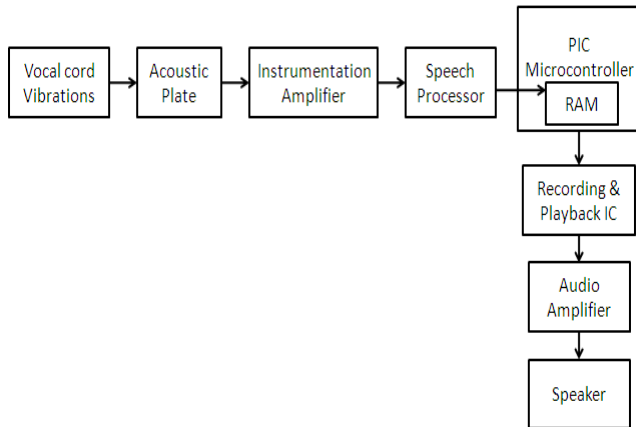 Vocal cord
Vibrations
Acoustic
Plate
Instrumentation
Amplifier
Speech
Processor
PIC
Microcontroller
RAM
Recording &
Playback IC
Audio
Amplifier
Speaker